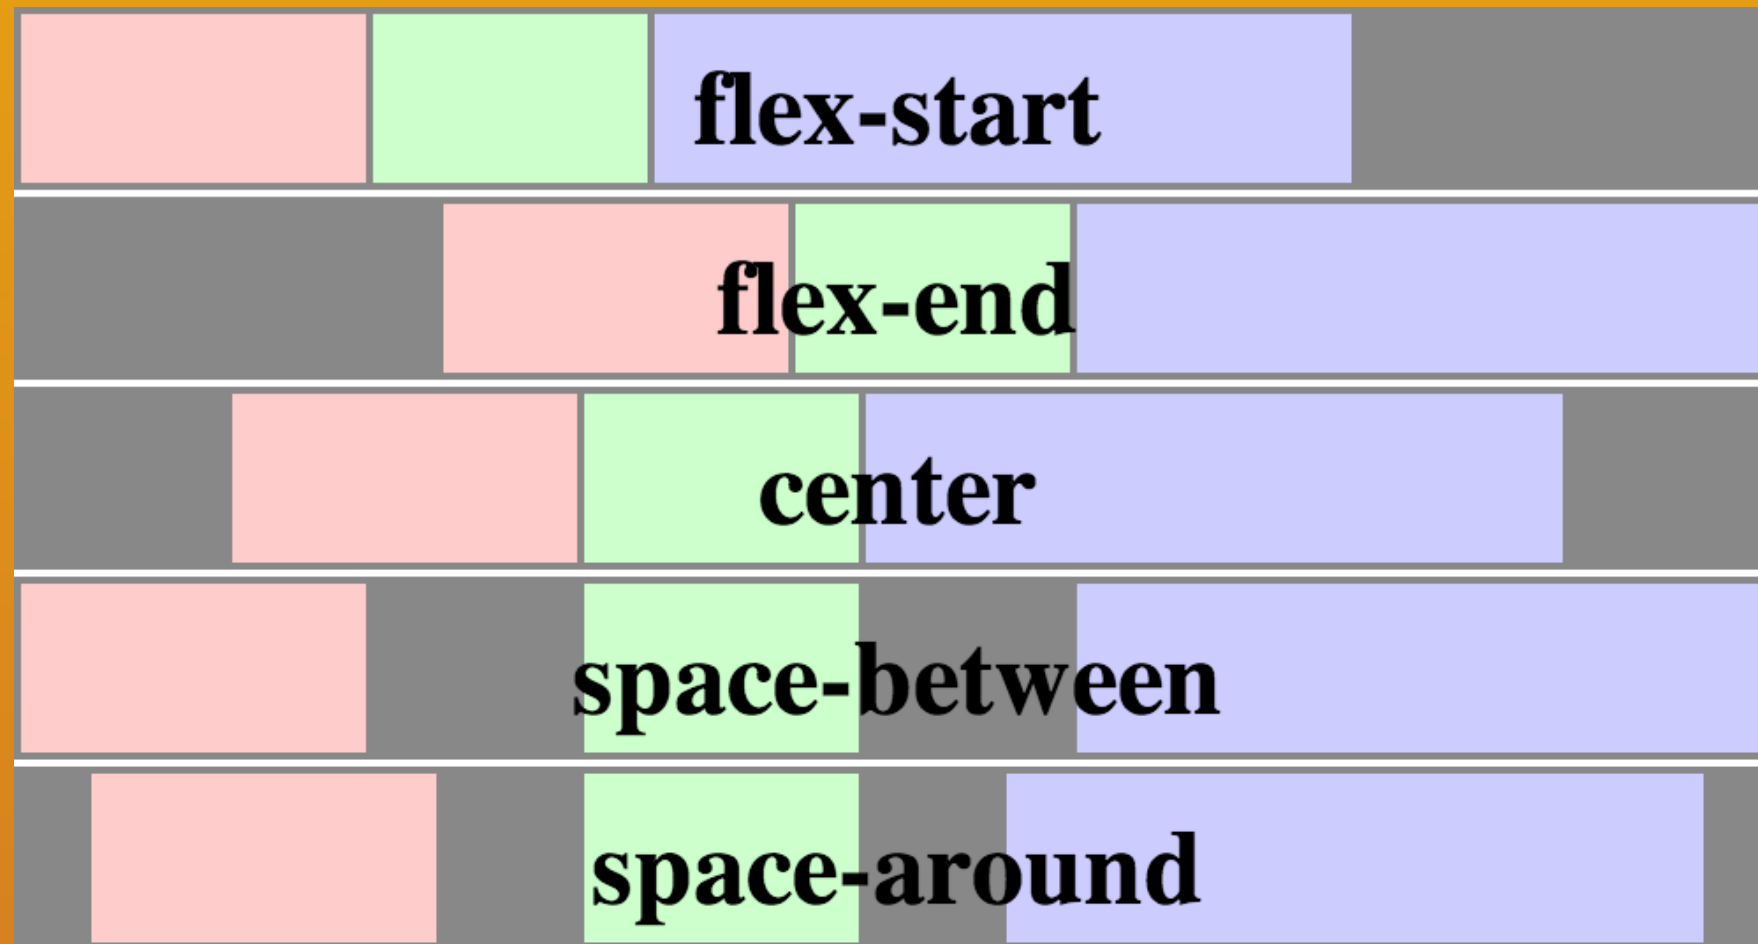 flex-start
flex-end
center
space-between
space-around